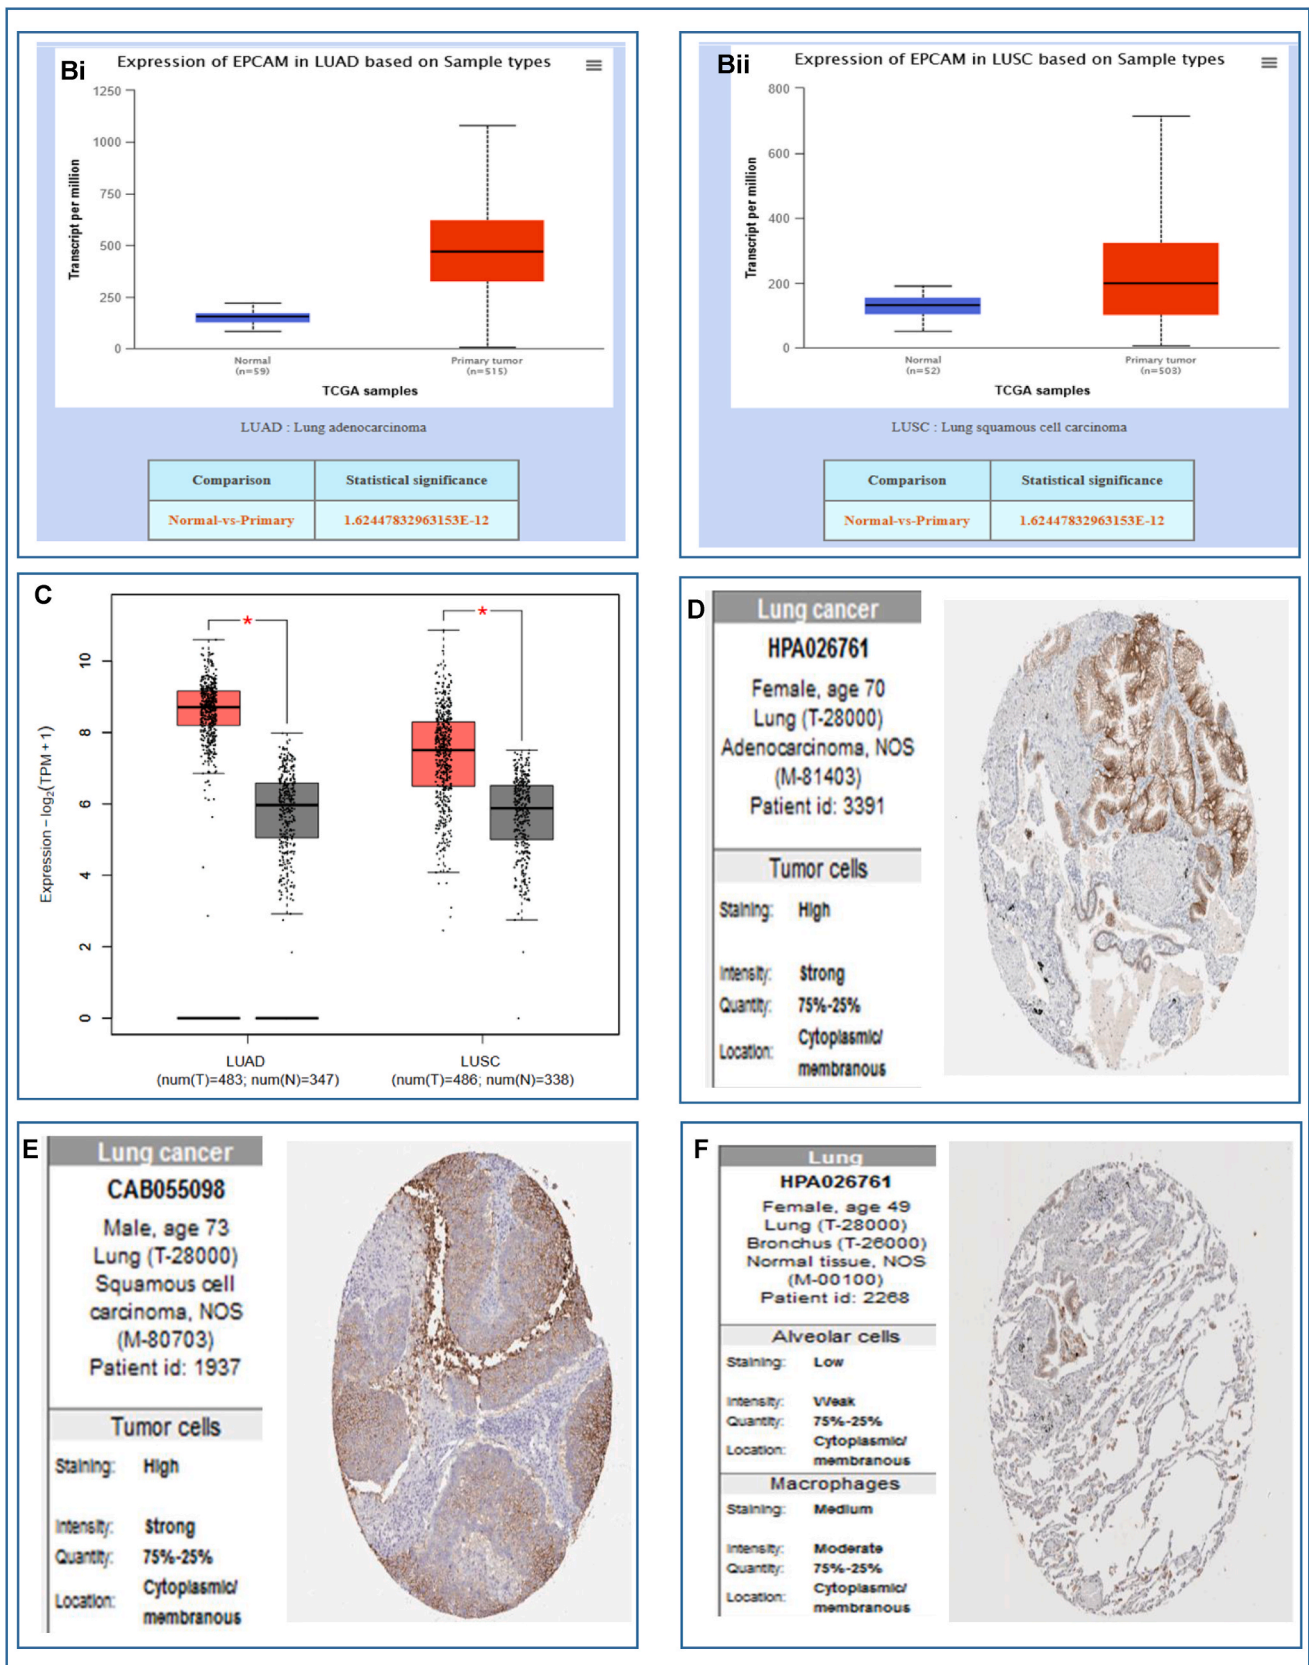 Bi
Expression of EPCAM in LUAD based on Sample types
1250
1000
750
500
250
0
Transcript per million
Normal
(n=59)
Primary tumor
(n=515)
TCGA samples
LUAD : Lung adenocarcinoma
Comparison Statistical significance
Normal-vs-Primary 1.62447832963153E-12
Bii
Expression of EPCAM in LUSC based on Sample types
800
600
400
200
0
Transcript per million
Normal
(n=52)
Primary tumor
(n=503)
TCGA samples
LUSC : Lung squamous cell carcinoma
Comparison Statistical significance
Normal-vs-Primary 1.62447832963153E-12
C
* *
10
8
6
4
2
0
Expression − log2(TPM + 1)
LUAD
(num(T)=483; num(N)=347)
LUSC
(num(T)=486; num(N)=338)
D
Lung cancer
HPA026761
Female, age 70
Lung (T-28000)
Adenocarcinoma, NOS
(M-81403)
Patient id: 3391
Tumor cells
Staining: High
Intensity: Strong
Quantity: 75%-25%
Location: Cytoplasmic/
membranous
E
Lung cancer
CAB055098
Male, age 73
Lung (T-28000)
Squamous cell
carcinoma, NOS
(M-80703)
Patient id: 1937
Tumor cells
Staining: High
Intensity: Strong
Quantity: 75%-25%
Location: Cytoplasmic/
membranous
F
Lung
HPA026761
Female, age 49
Lung (T-28000)
Bronchus (T-26000)
Normal tissue, NOS
(M-00100)
Patient id: 2268
Alveolar cells
Staining: Low
Intensity: Weak
Quantity: 75%-25%
Location: Cytoplasmic/
membranous
Macrophages
Staining: Medium
Intensity: Moderate
Quantity: 75%-25%
Location: Cytoplasmic/
membranous